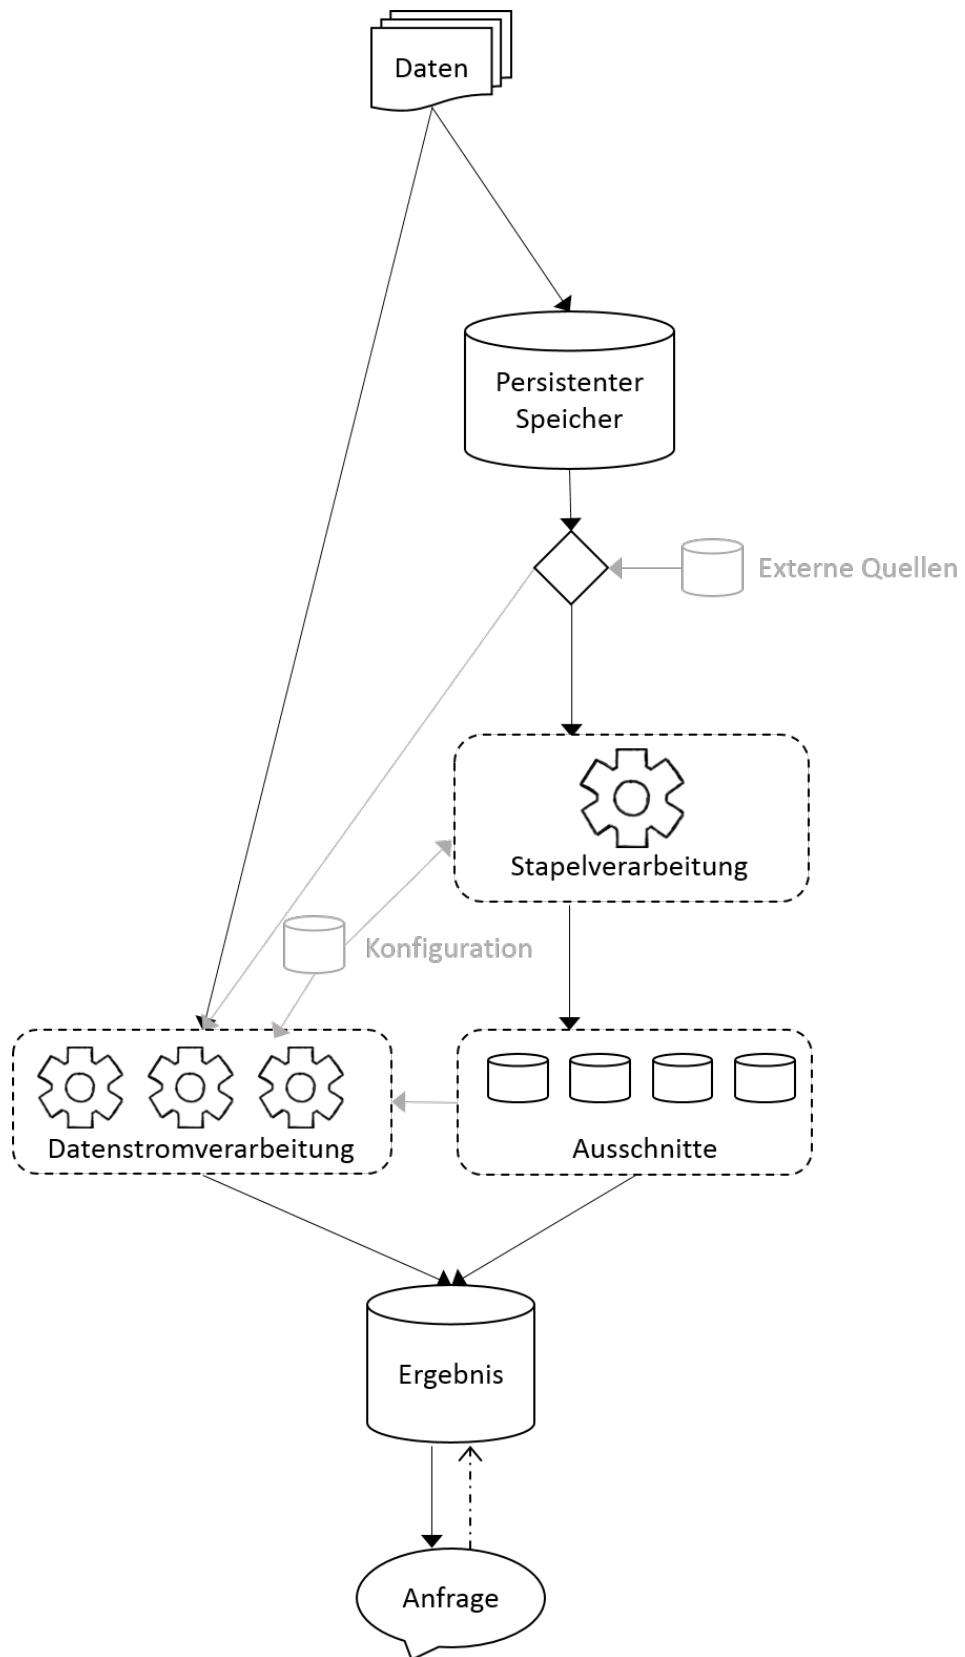 Daten
Persistenter
Speicher
Externe Quellen
Stapelverarbeitung
Konfiguration
Datenstromverarbeitung
Ausschnitte
Ergebnis
Anfrage